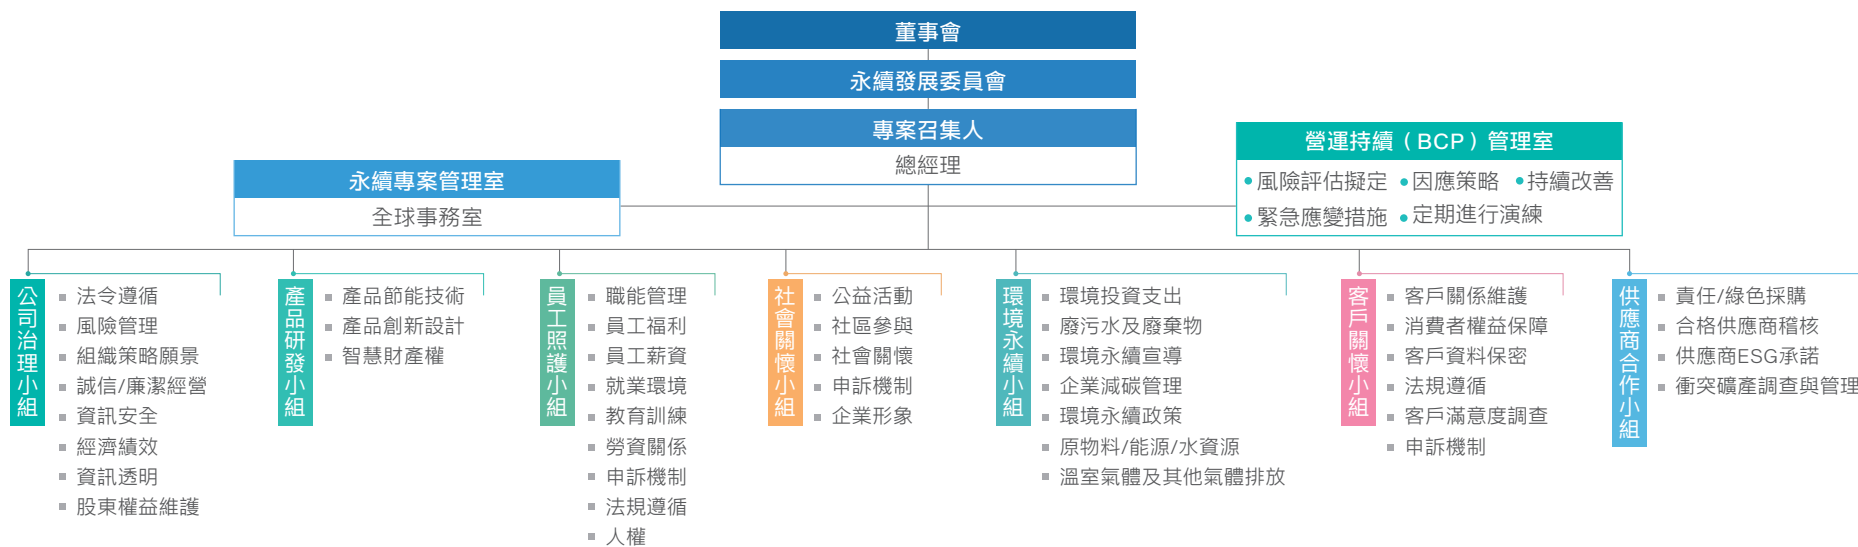 董事會
永續發展委員會
專案召集人
總經理
永續專案管理室
全球事務室
營運持續（BCP）管理室
風險評估擬定
因應策略
持續改善
緊急應變措施
定期進行演練
公司治理小組
法令遵循
風險管理
組織策略願景
誠信/廉潔經營
資訊安全
經濟績效
資訊透明
股東權益維護
產品研發小組
產品節能技術
產品創新設計
智慧財產權
員工照護小組
職能管理
員工福利
員工薪資
就業環境
教育訓練
勞資關係
申訴機制
法規遵循
人權
社會關懷小組
公益活動
社區參與
社會關懷
申訴機制
企業形象
環境永續小組
環境投資支出
廢污水及廢棄物
環境永續宣導
企業減碳管理
環境永續政策
原物料/能源/水資源
溫室氣體及其他氣體排放
客戶關懷小組
客戶關係維護
消費者權益保障
客戶資料保密
法規遵循
客戶滿意度調查
申訴機制
供應商合作小組
責任/綠色採購
合格供應商稽核
供應商ESG承諾
衝突礦產調查與管理